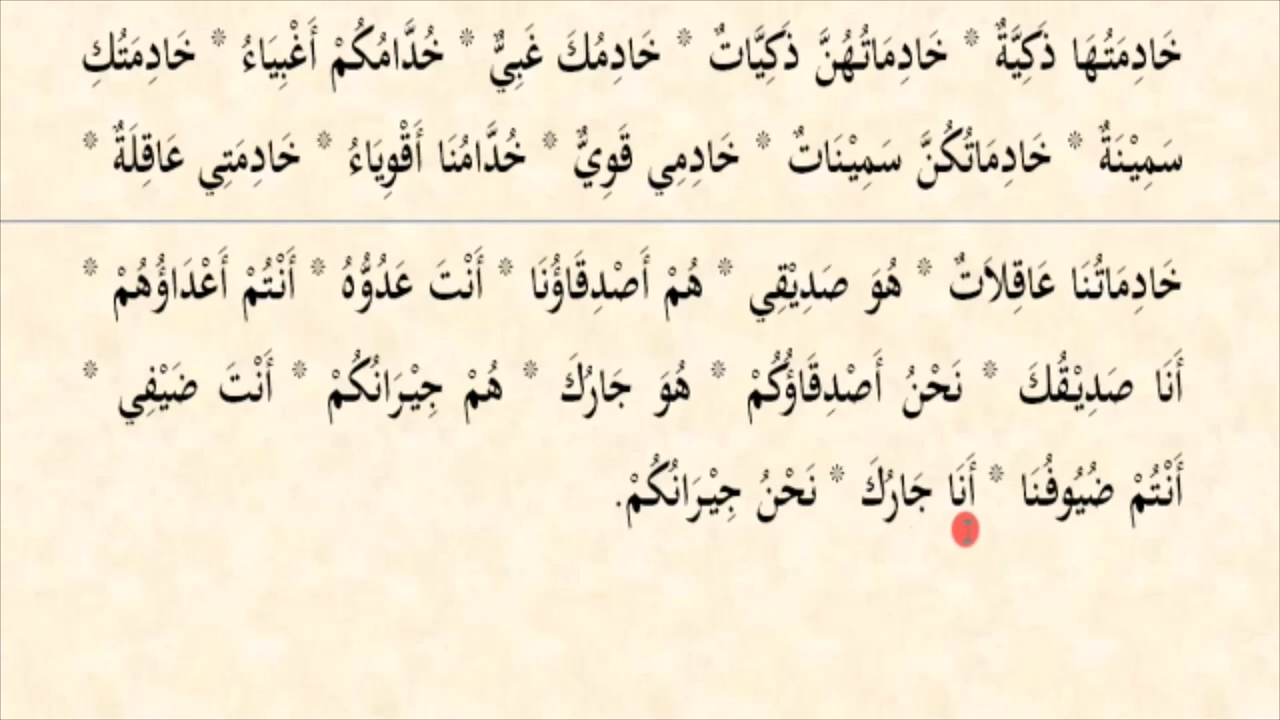 خَادِمَتُهَا ذَكِيَّةٌ * خَادِمَاتُهُنَّ ذَكِيَّاتٌ * خَادِمُكَ غَبِيٌّ * خُدَّامُكُمْ أَغْبِيَاءُ * خَادِمَتُكِ
سَمِيْنَةٌ * خَادِمَاتُكُنَّ سَمِيْنَاتٌ * خَادِمِي قَوِيٌّ * خُدَّامُنَا أَقْوِيَاءُ * خَادِمَتِي عَاقِلَةٌ *
خَادِمَاتُنَا عَاقِلاَتٌ * هُوَ صَدِيْقِي * هُمْ أَصْدِقَاؤُنَا * أَنْتَ عَدُوُّهُ * أَنْتُمْ أَعْدَاؤُهُمْ *
أَنَا صَدِيْقُكَ * نَحْنُ أَصْدِقَاؤُكُمْ * هُوَ جَارُكَ * هُمْ جِيْرَانُكُمْ * أَنْتَ ضَيْفِي *
أَنْتُمْ ضُيُوفُنَا * أَنَا جَارُكَ * نَحْنُ جِيْرَانُكُمْ.